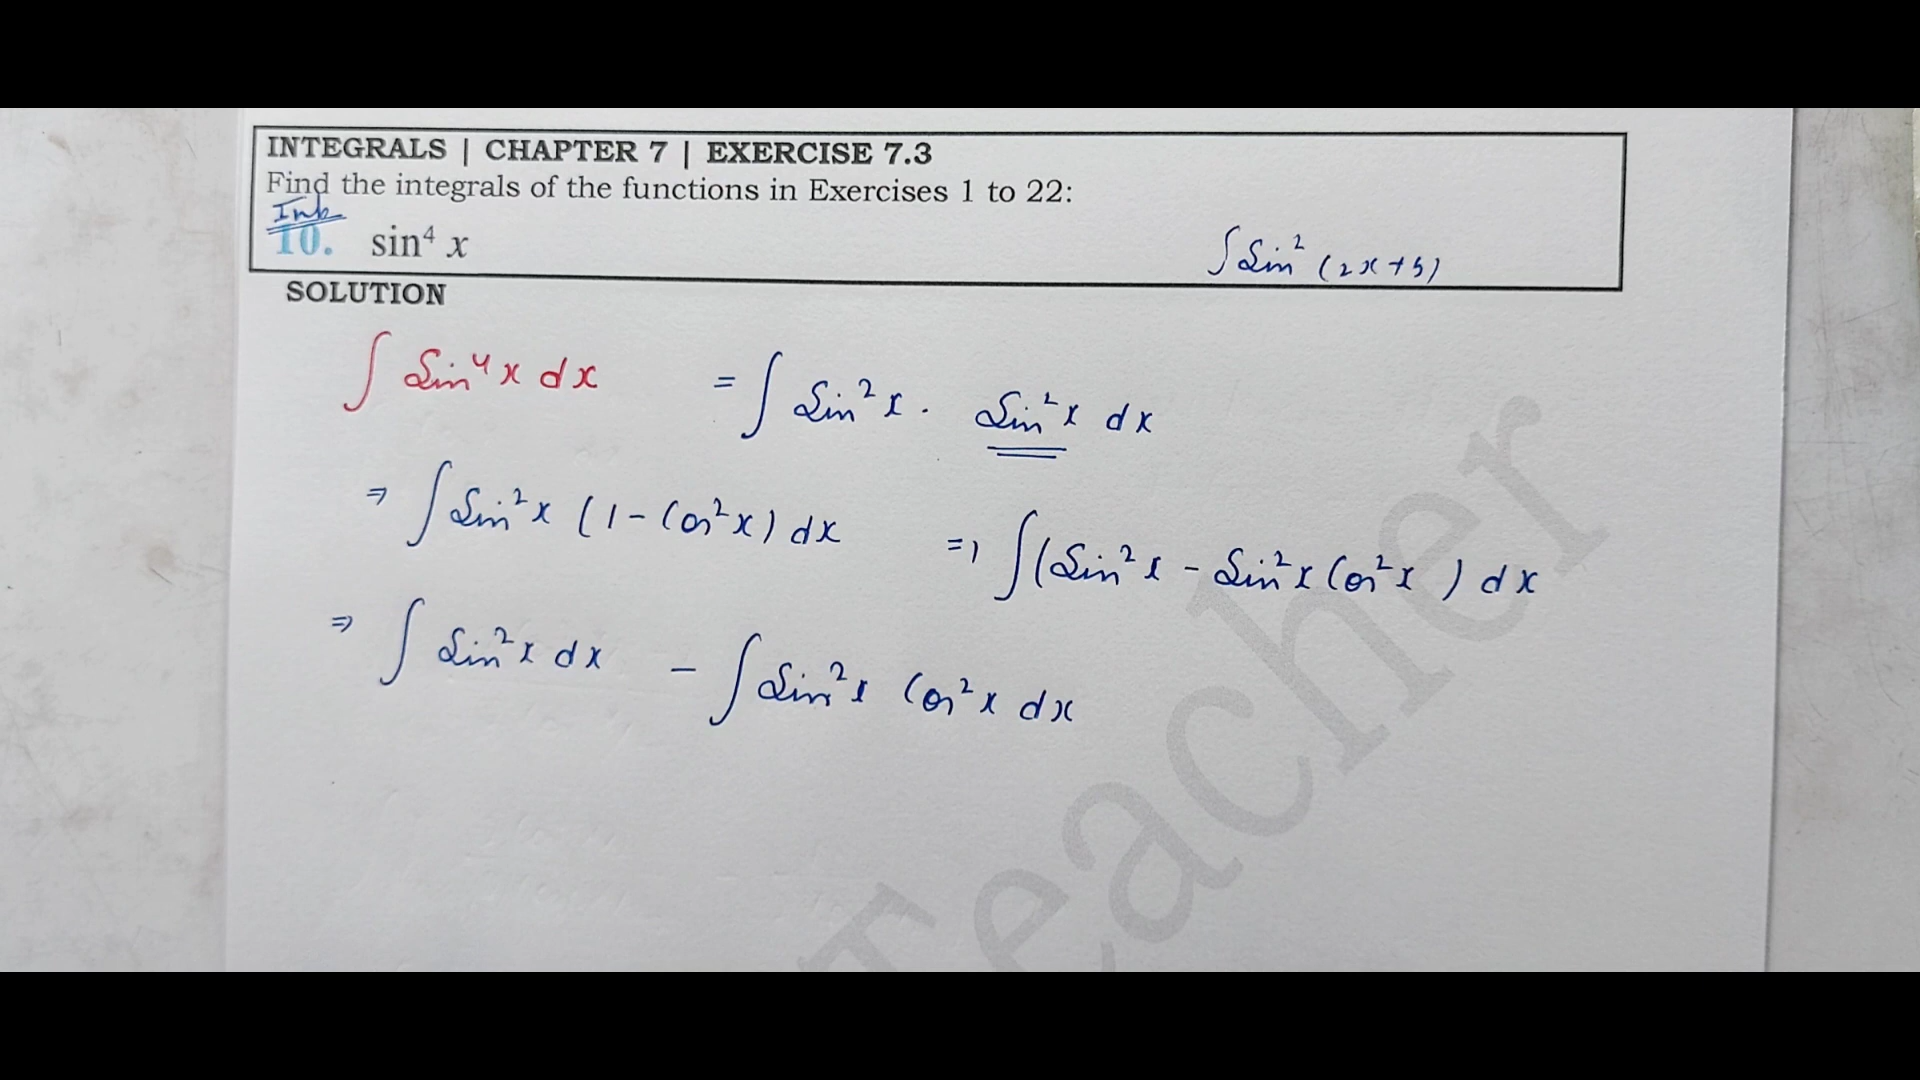 INTEGRALS | CHAPTER 7 | EXERCISE 7.3
Find the integrals of the functions in Exercises 1 to 22:
10. sin⁴ x
∫ Sin² (2x+5)
SOLUTION
∫ Sin⁴x dx = ∫ Sin²x . Sin²x dx
⇒ ∫ Sin²x (1 - Cos²x) dx ⇒ ∫ (Sin²x - Sin²x Cos²x) dx
⇒ ∫ Sin²x dx - ∫ Sin²x Cos²x dx
Teacher